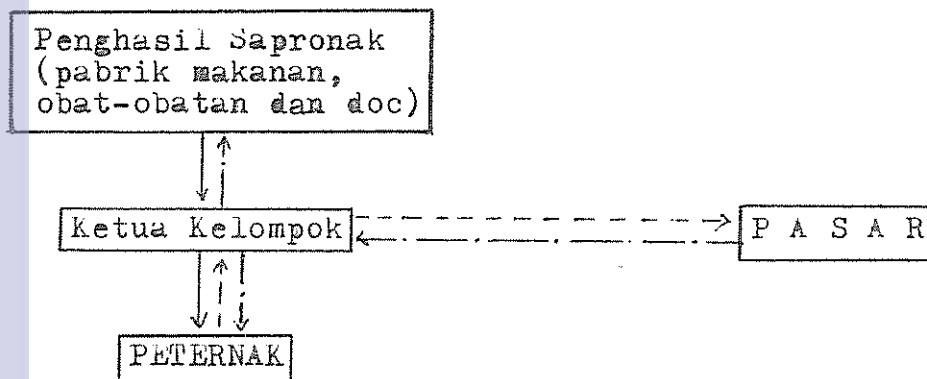 Penghasil Sapronak
(pabrik makanan,
obat-obatan dan doc)
Ketua Kelompok
P A S A R
PETERNAK